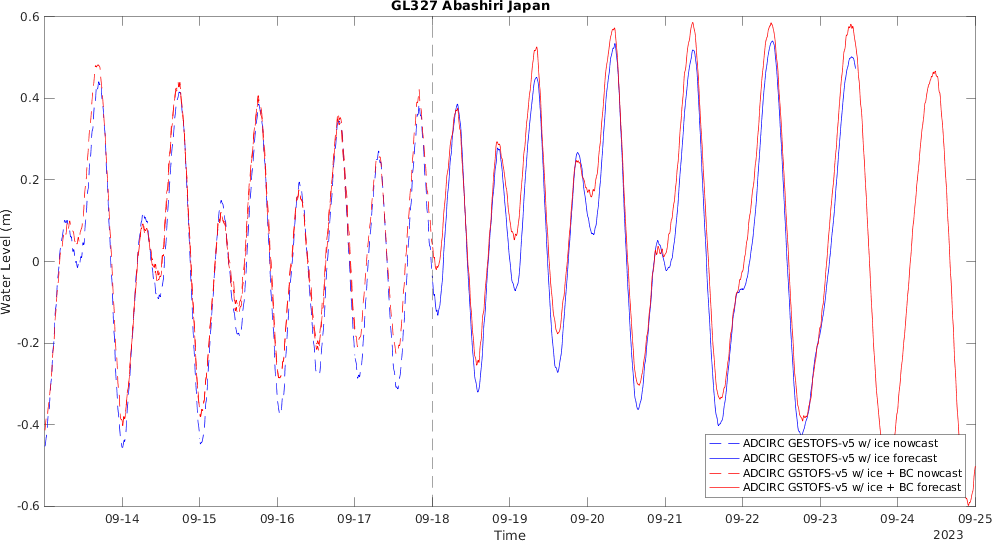 GL327 Abashiri Japan
0.6
0.4
0.2
0
-0.2
-0.4
-0.6
Water Level (m)
09-14 09-15 09-16 09-17 09-18 09-19 09-20 09-21 09-22 09-23 09-24 09-25
Time
2023
ADCIRC GESTOFS-v5 w/ ice nowcast
ADCIRC GESTOFS-v5 w/ ice forecast
ADCIRC GSTOFS-v5 w/ ice + BC nowcast
ADCIRC GSTOFS-v5 w/ ice + BC forecast